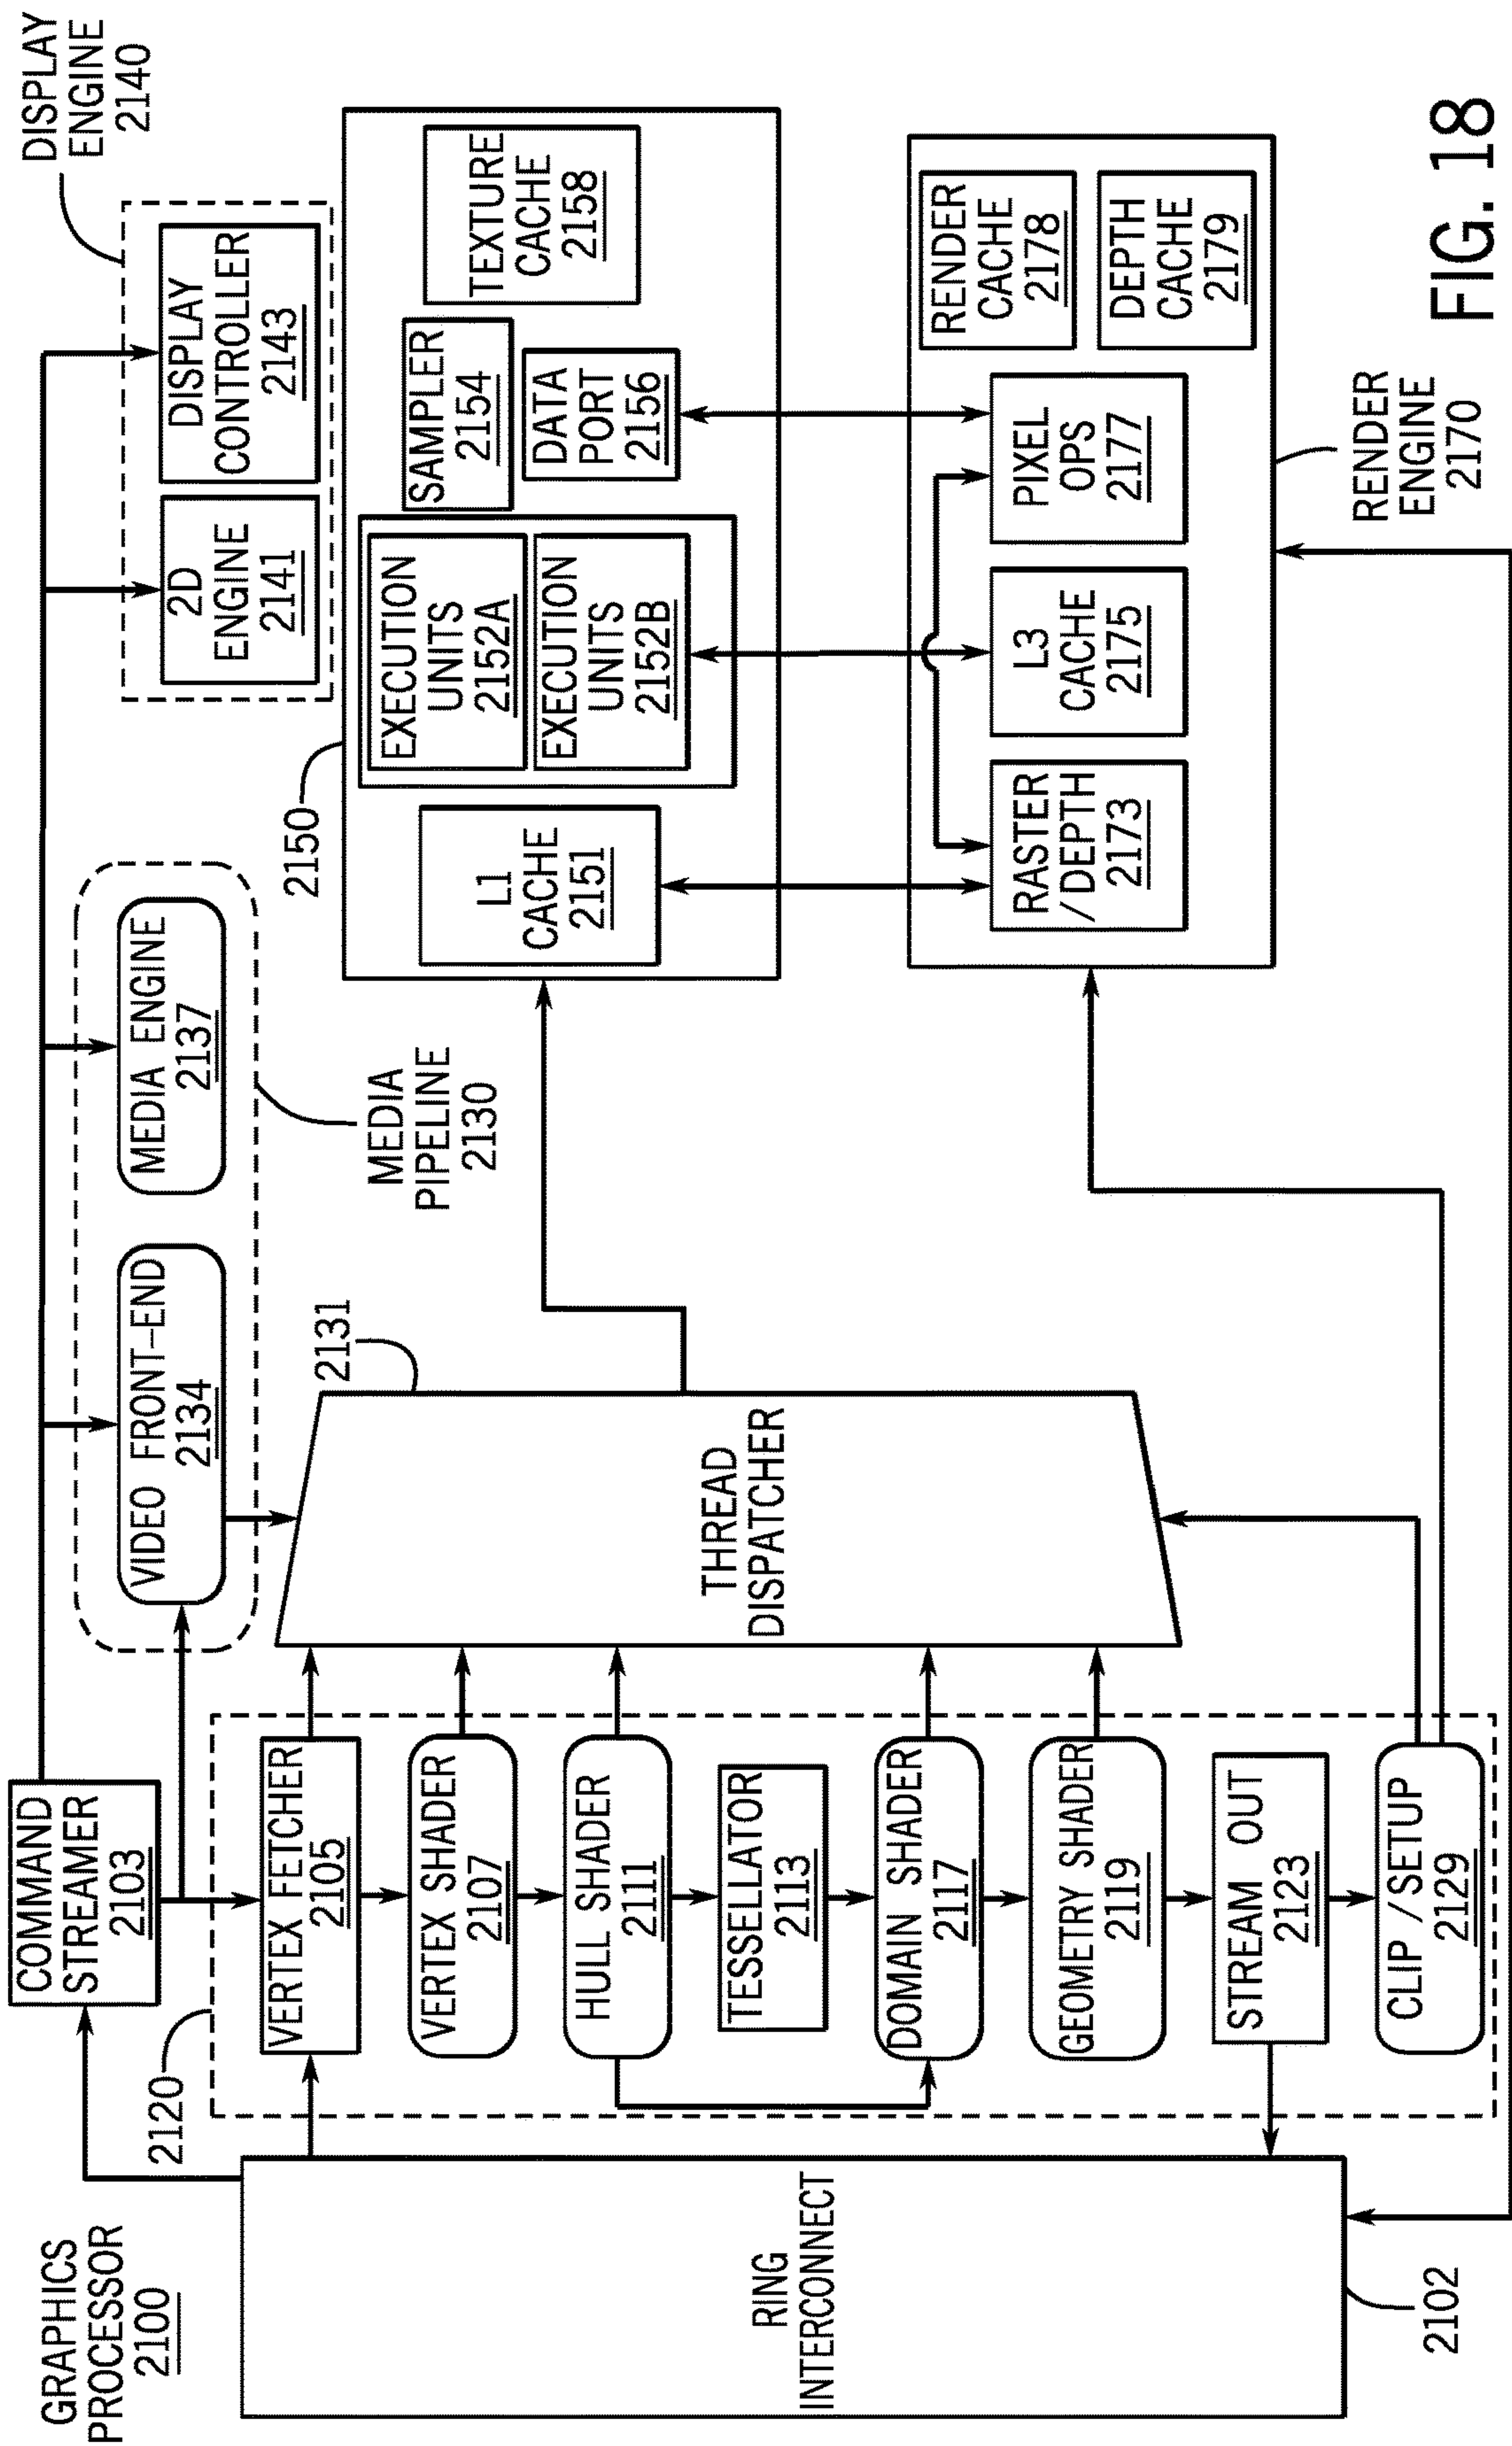 GRAPHICS
PROCESSOR
2100
COMMAND
STREAMER
2103
DISPLAY
ENGINE
2140
2D
ENGINE
2141
DISPLAY
CONTROLLER
2143
VIDEO FRONT-END
2134
MEDIA ENGINE
2137
MEDIA
PIPELINE
2130
2120
VERTEX FETCHER
2105
VERTEX SHADER
2107
HULL SHADER
2111
TESSELLATOR
2113
DOMAIN SHADER
2117
GEOMETRY SHADER
2119
STREAM OUT
2123
CLIP/SETUP
2129
RING
INTERCONNECT
2102
THREAD
DISPATCHER
2131
2150
L1
CACHE
2151
EXECUTION
UNITS
2152A
EXECUTION
UNITS
2152B
SAMPLER
2154
DATA
PORT
2156
TEXTURE
CACHE
2158
RASTER
/DEPTH
2173
L3
CACHE
2175
PIXEL
OPS
2177
RENDER
CACHE
2178
DEPTH
CACHE
2179
RENDER
ENGINE
2170
FIG. 18